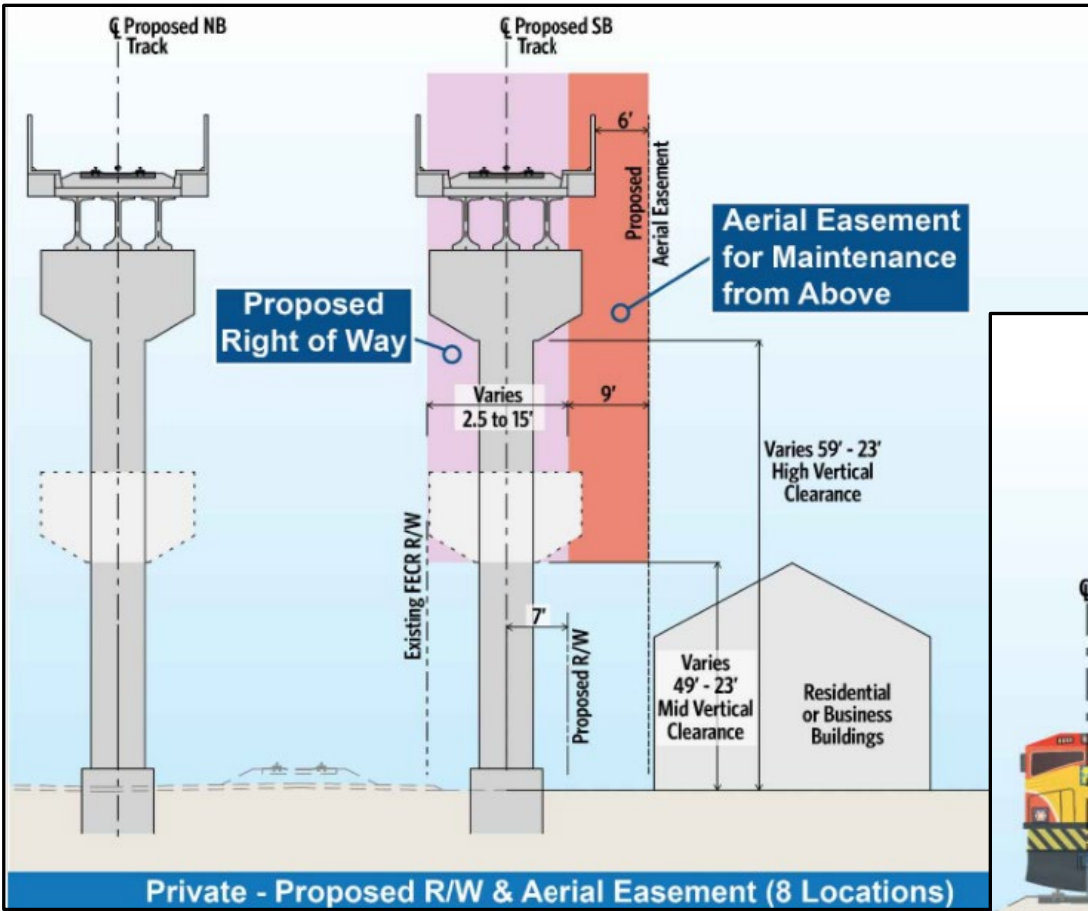 ℄ Proposed NB
Track
℄ Proposed SB
Track
6'
Proposed
Aerial Easement
Aerial Easement
for Maintenance
from Above
Proposed
Right of Way
Varies
2.5 to 15'
9'
Varies 59' - 23'
High Vertical
Clearance
Existing FECR R/W
7'
Proposed R/W
Varies
49' - 23'
Mid Vertical
Clearance
Residential
or Business
Buildings
℄
Private - Proposed R/W & Aerial Easement (8 Locations)